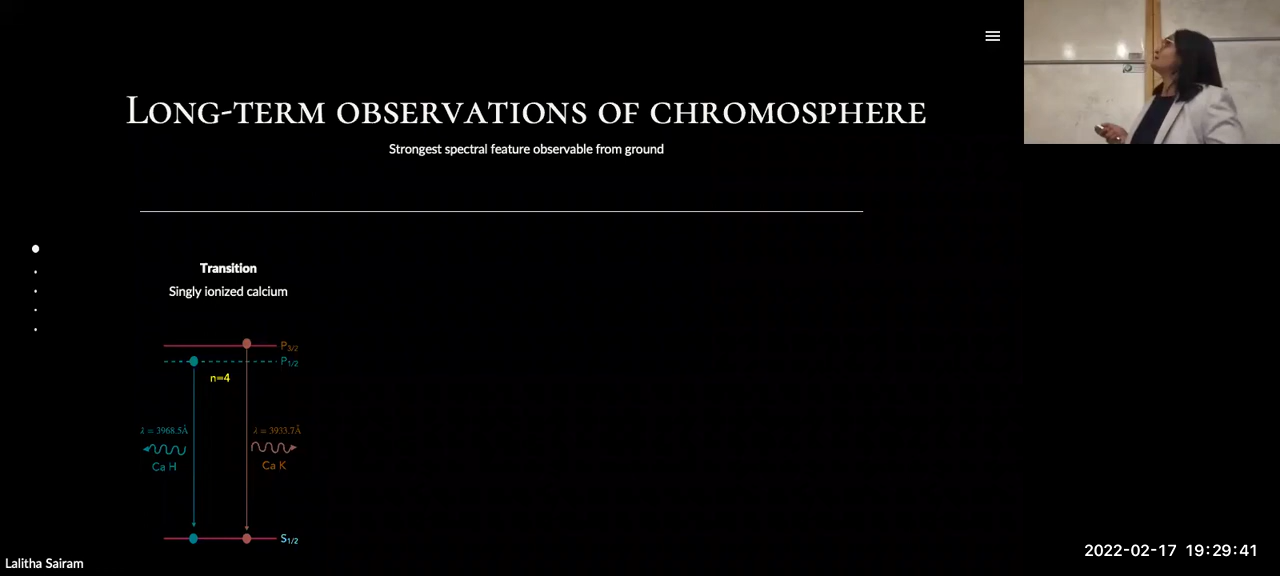 Long-term observations of chromosphere
Strongest spectral feature observable from ground
Transition
Singly ionized calcium
P3/2
P1/2
n=4
λ = 3968.5Å
λ = 3933.7Å
Ca H
Ca K
S1/2
2022-02-17 19:29:41
Lalitha Sairam